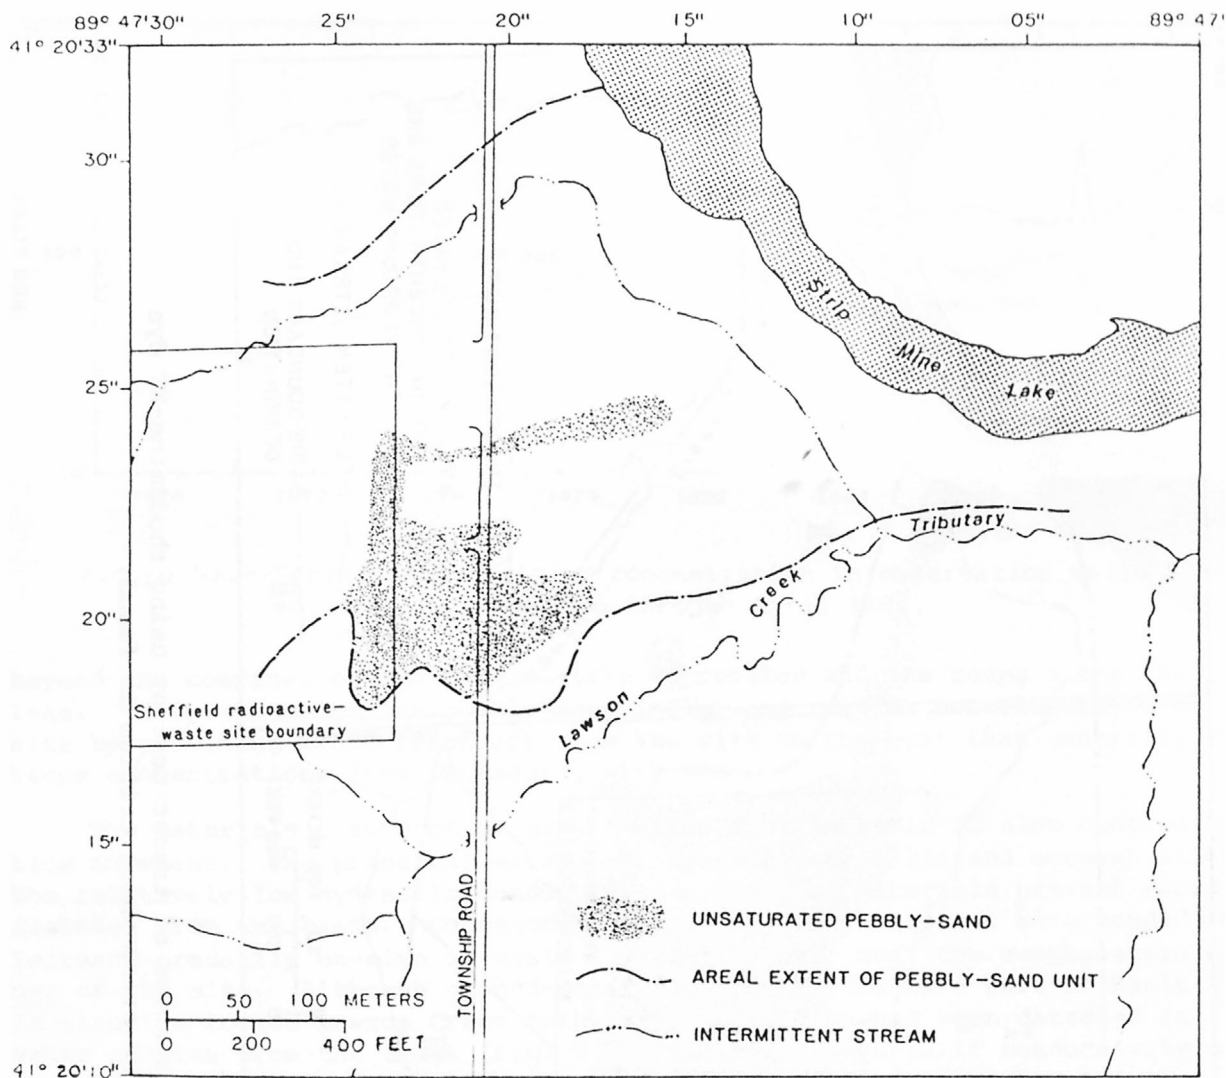 89° 47'30" 25" 20" 15" 10" 05" 89° 47'
41° 20'33"
30"
25"
20"
15"
41° 20'10"
Strip
Mine
Lake
Tributary
Creek
Lawson
Sheffield radioactive-
waste site boundary
TOWNSHIP ROAD
UNSATURATED PEBBLY-SAND
AREAL EXTENT OF PEBBLY-SAND UNIT
INTERMITTENT STREAM
0 50 100 METERS
0 200 400 FEET